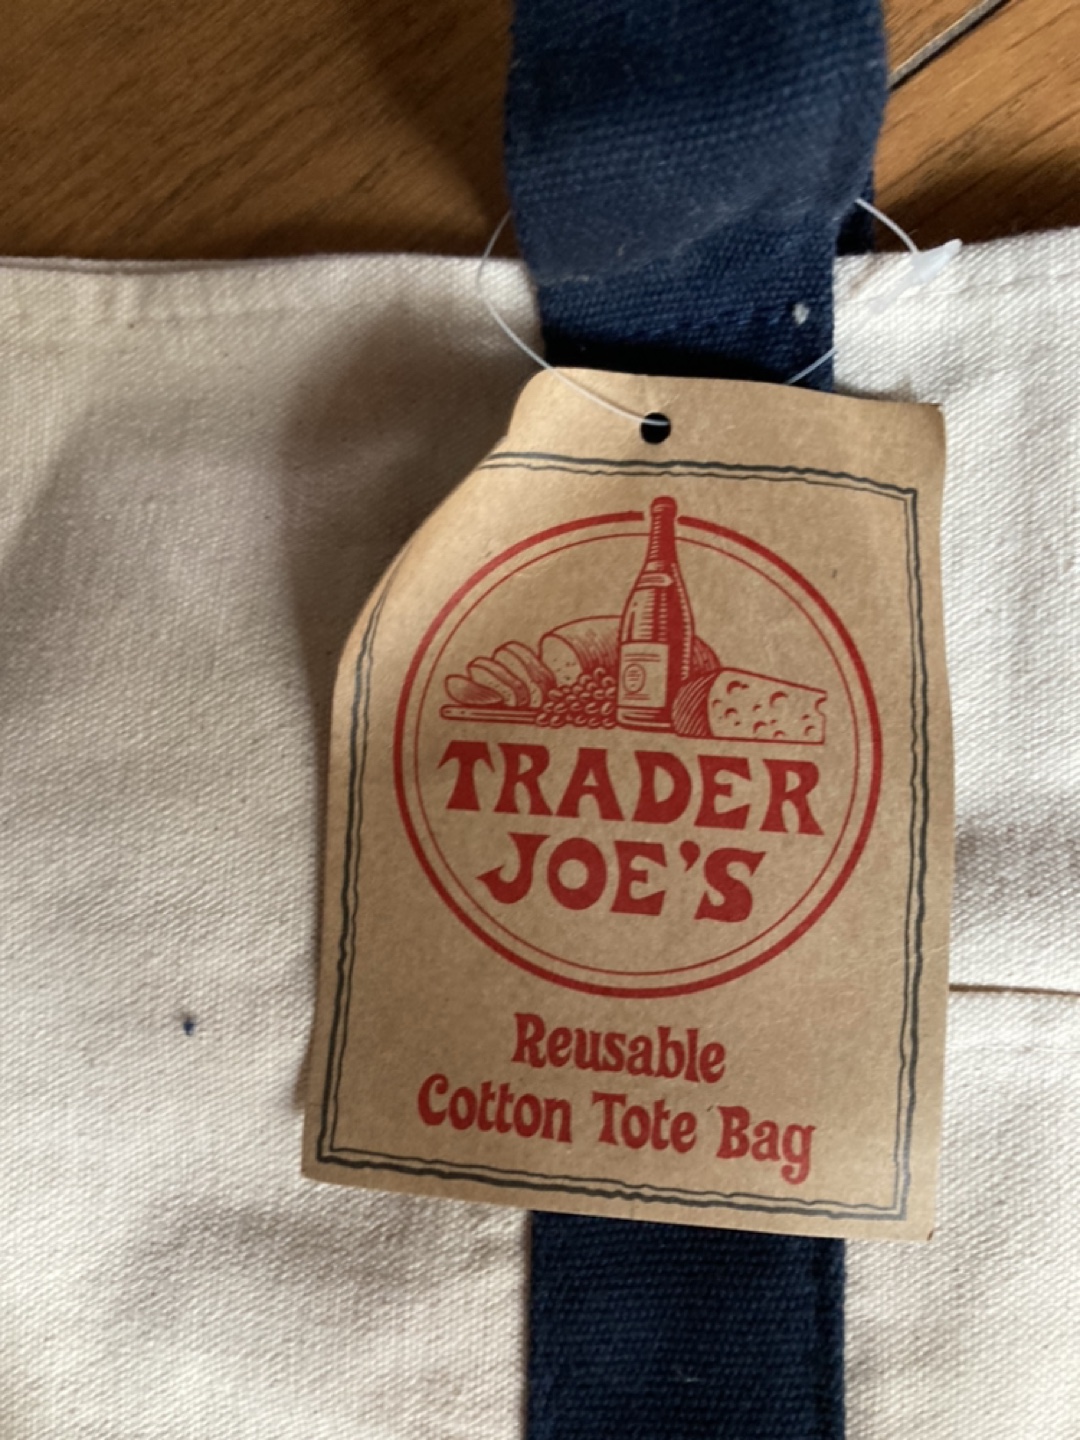 TRADER
JOE'S
Reusable
Cotton Tote Bag